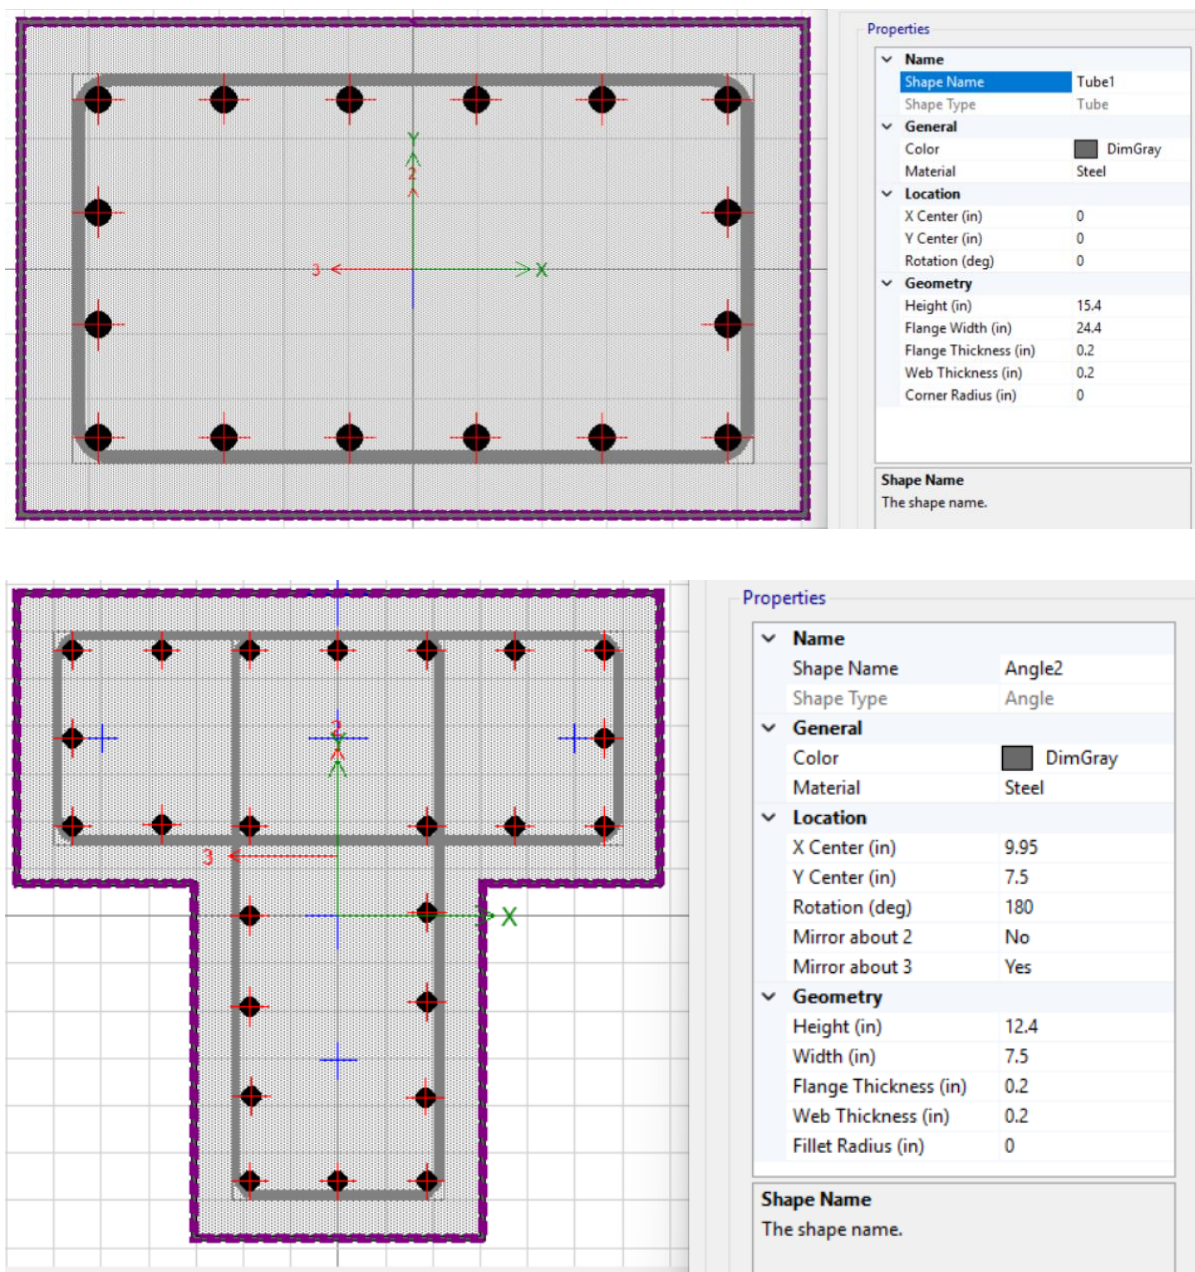 Properties
Name
Shape Name Tube1
Shape Type Tube
General
Color DimGray
Material Steel
Location
X Center (in) 0
Y Center (in) 0
Rotation (deg) 0
Geometry
Height (in) 15.4
Flange Width (in) 24.4
Flange Thickness (in) 0.2
Web Thickness (in) 0.2
Corner Radius (in) 0
Shape Name
The shape name.
Y
2
3
X
Properties
Name
Shape Name Angle2
Shape Type Angle
General
Color DimGray
Material Steel
Location
X Center (in) 9.95
Y Center (in) 7.5
Rotation (deg) 180
Mirror about 2 No
Mirror about 3 Yes
Geometry
Height (in) 12.4
Width (in) 7.5
Flange Thickness (in) 0.2
Web Thickness (in) 0.2
Fillet Radius (in) 0
Shape Name
The shape name.
2
Y
3
X